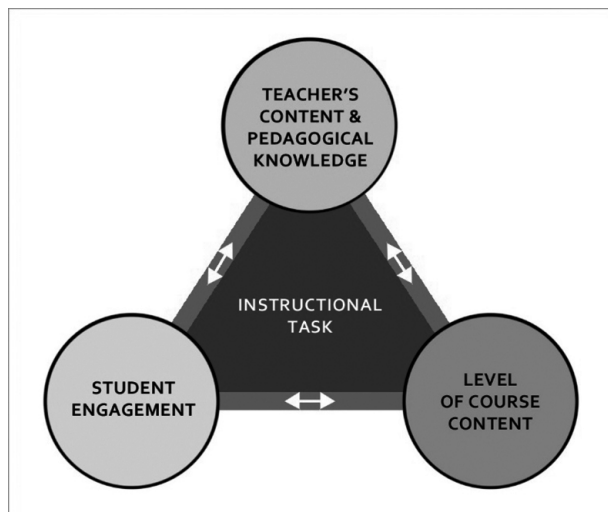 TEACHER'S
CONTENT &
PEDAGOGICAL
KNOWLEDGE
INSTRUCTIONAL
TASK
STUDENT
ENGAGEMENT
LEVEL
OF COURSE
CONTENT